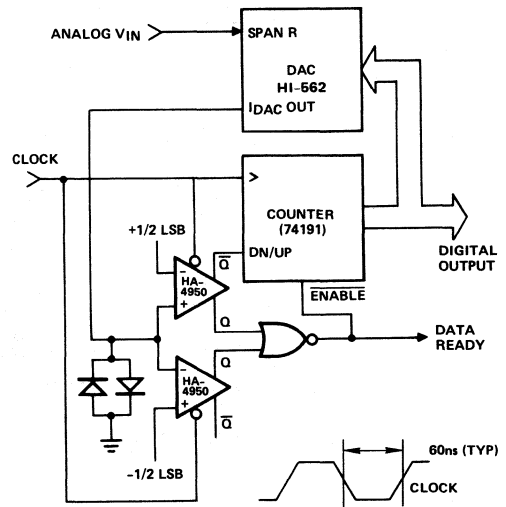 ANALOG VIN
SPAN R
DAC
HI-562
IDAC OUT
CLOCK
>
COUNTER
(74191)
DN/UP
ENABLE
DIGITAL
OUTPUT
+1/2 LSB
Q̅
−
HA-
4950
+
Q
DATA
READY
Q
−
HA-
4950
+
Q̅
-1/2 LSB
60ns (TYP)
CLOCK